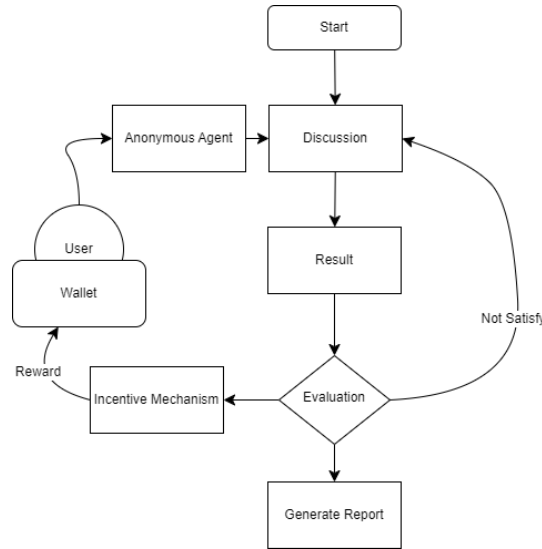 Start
Anonymous Agent
Discussion
User
Wallet
Result
Not Satisfy
Reward
Incentive Mechanism
Evaluation
Generate Report